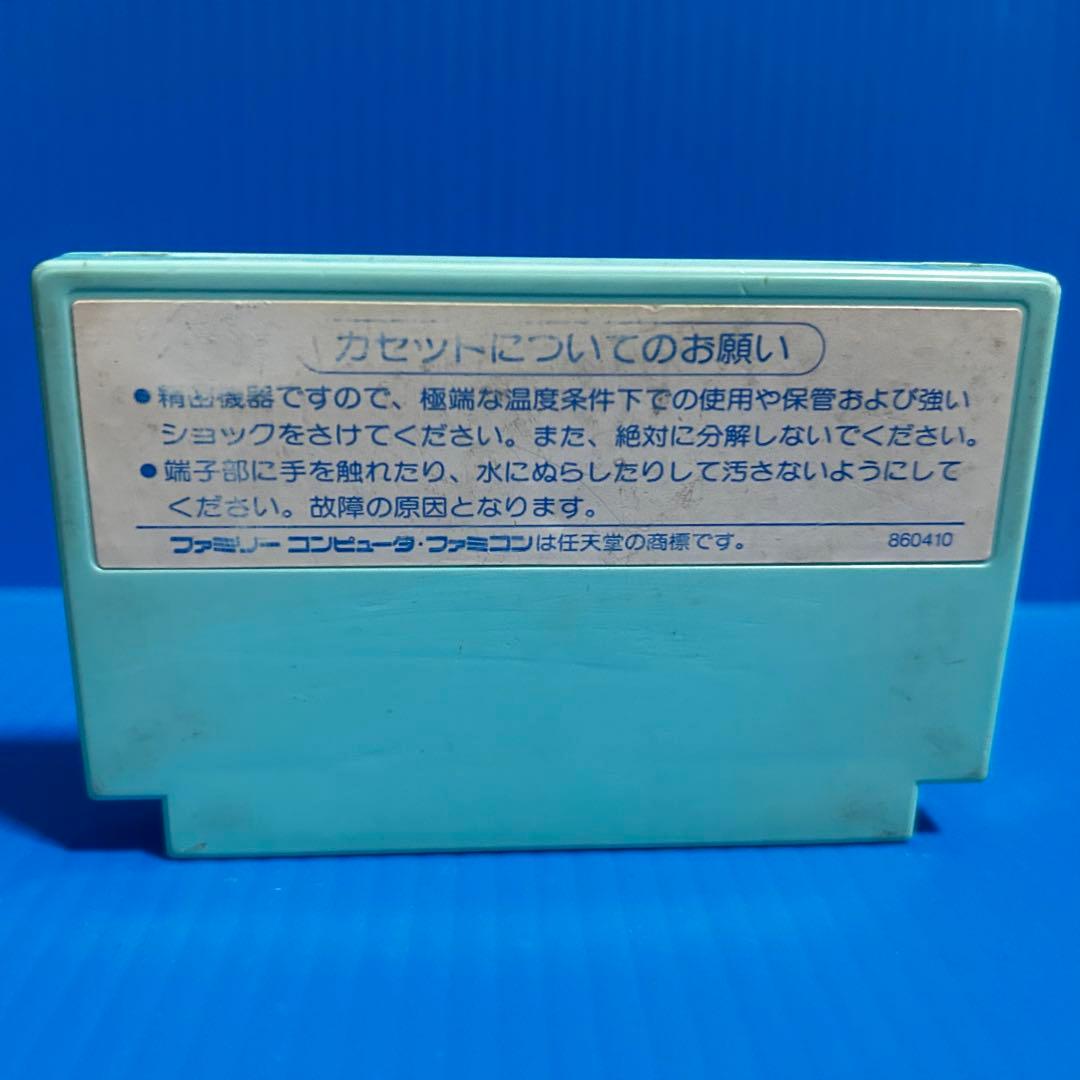 カセットについてのお願い
●精密機器ですので、極端な温度条件下での使用や保管および強い
ショックをさけてください。また、絶対に分解しないでください。
●端子部に手を触れたり、水にぬらしたりして汚さないようにして
ください。故障の原因となります。
ファミリー コンピュータ・ファミコンは任天堂の商標です。 860410